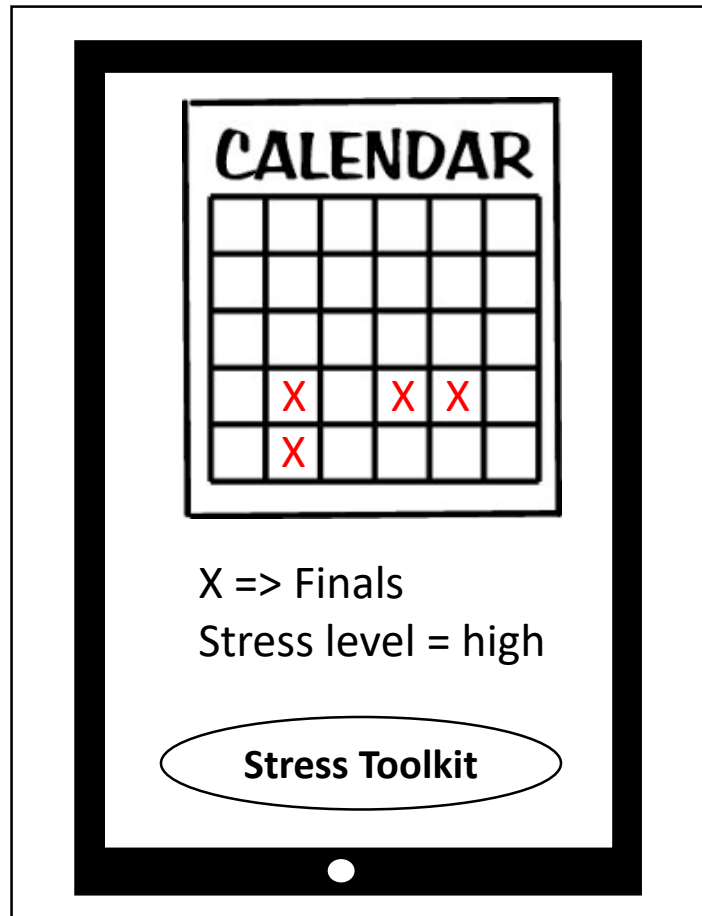 CALENDAR
X X X
X
X => Finals
Stress level = high
Stress Toolkit